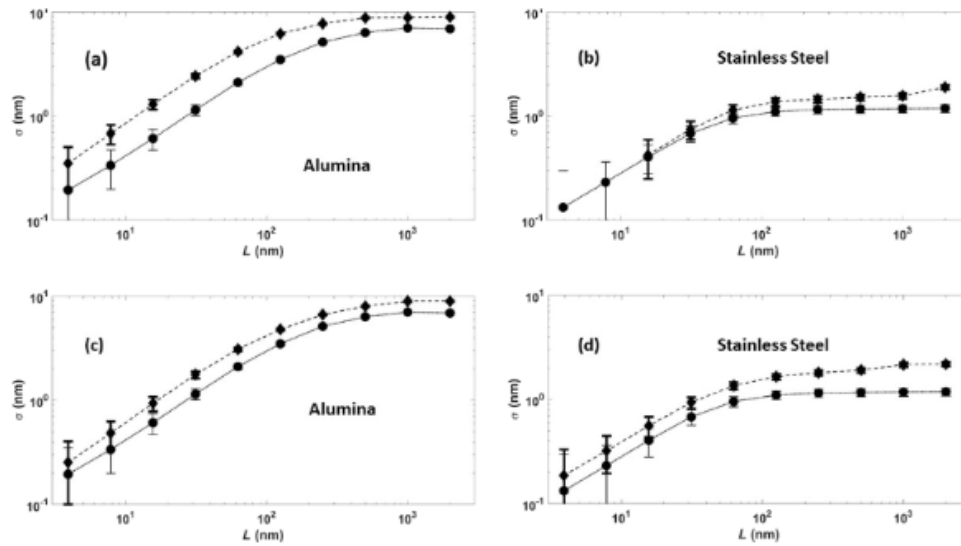 10¹
(a)
σ (nm)
10⁰
Alumina
10⁻¹
10¹ 10² 10³
L (nm)
10¹
(b) Stainless Steel
σ (nm)
10⁰
10⁻¹
10¹ 10² 10³
L (nm)
10¹
(c)
σ (nm)
10⁰
Alumina
10⁻¹
10¹ 10² 10³
L (nm)
10¹
(d) Stainless Steel
σ (nm)
10⁰
10⁻¹
10¹ 10² 10³
L (nm)